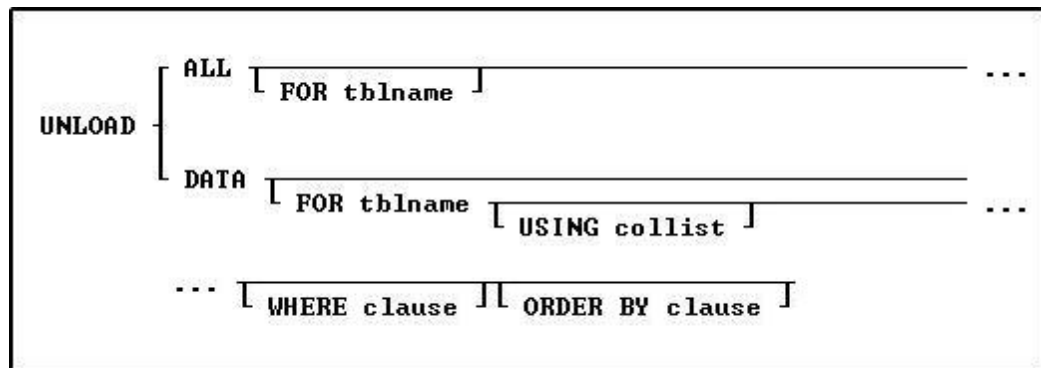 ALL ...
FOR tblname
UNLOAD
DATA
FOR tblname ...
USING collist
... WHERE clause ORDER BY clause